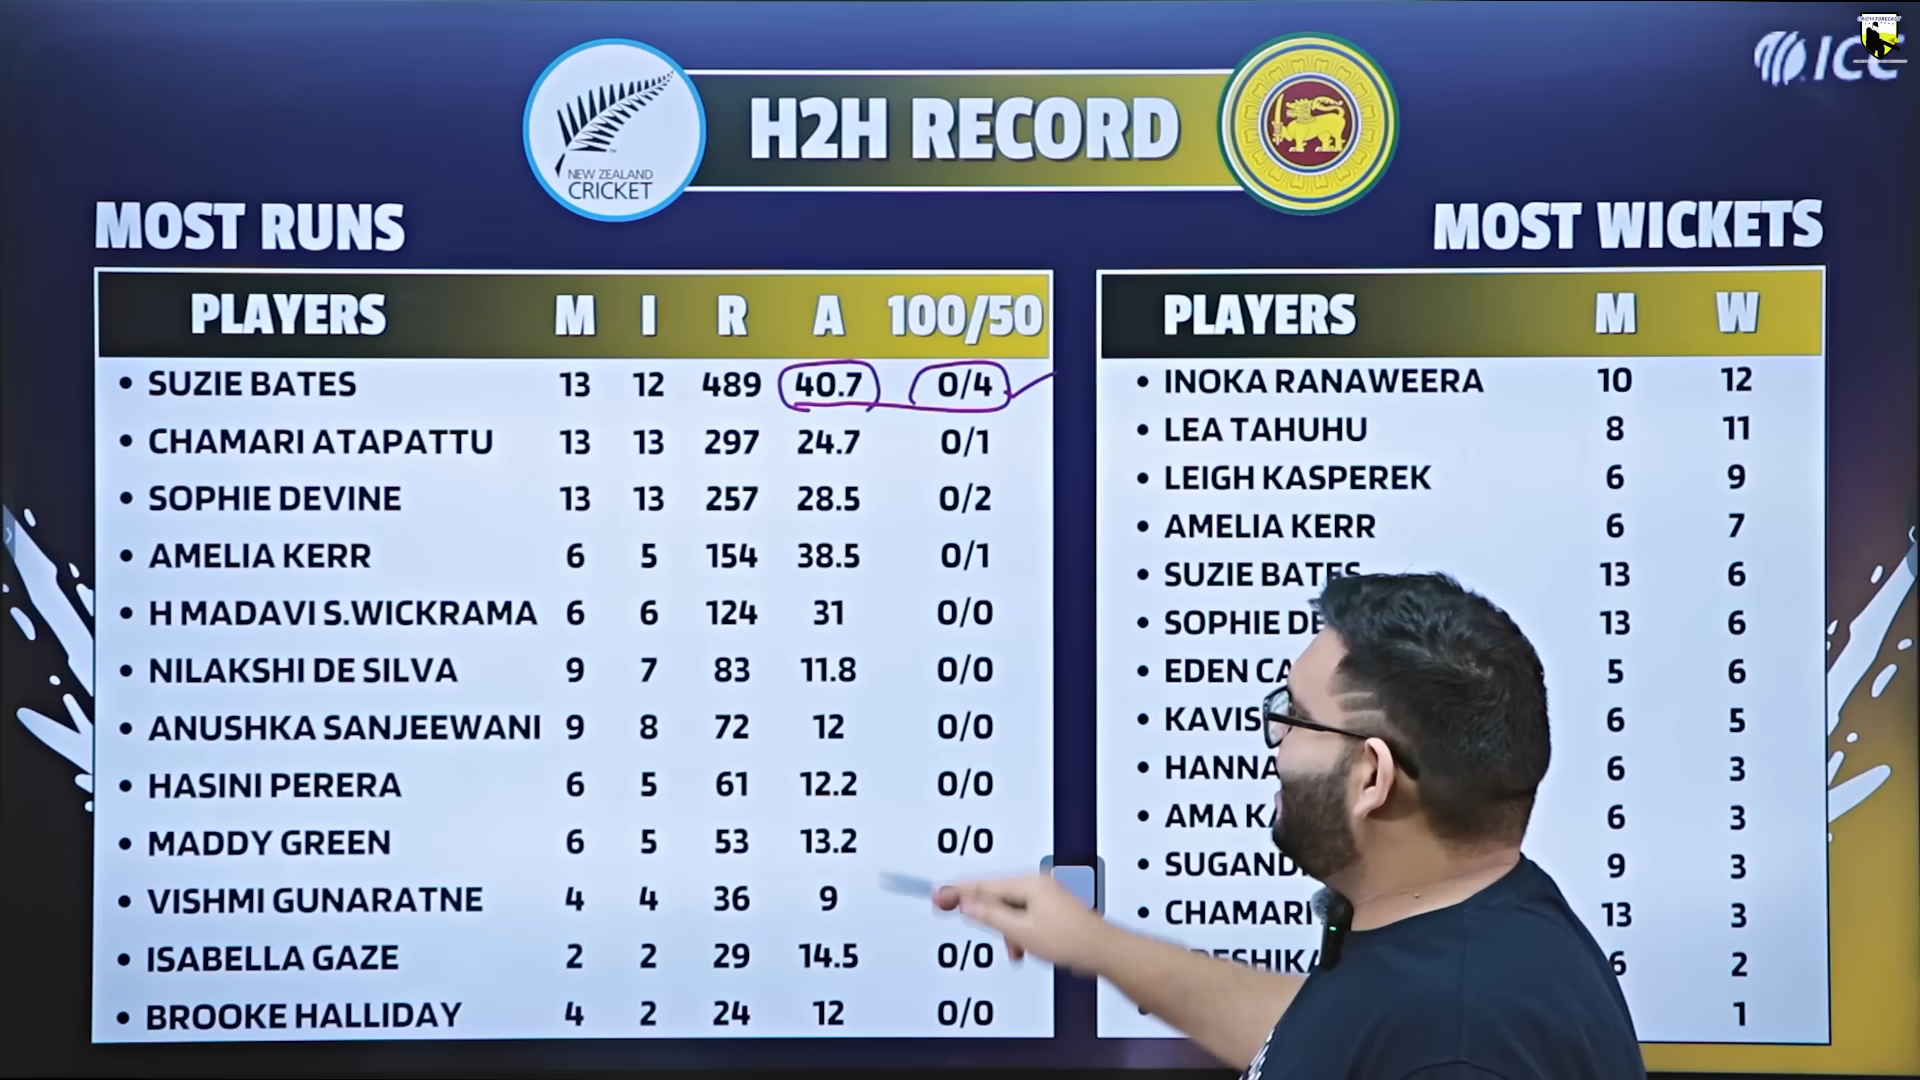 ICC
NEW ZEALAND
CRICKET
H2H RECORD
MOST RUNS
PLAYERS M I R A 100/50
• SUZIE BATES 13 12 489 40.7 0/4
• CHAMARI ATAPATTU 13 13 297 24.7 0/1
• SOPHIE DEVINE 13 13 257 28.5 0/2
• AMELIA KERR 6 5 154 38.5 0/1
• H MADAVI S.WICKRAMA 6 6 124 31 0/0
• NILAKSHI DE SILVA 9 7 83 11.8 0/0
• ANUSHKA SANJEEWANI 9 8 72 12 0/0
• HASINI PERERA 6 5 61 12.2 0/0
• MADDY GREEN 6 5 53 13.2 0/0
• VISHMI GUNARATNE 4 4 36 9
• ISABELLA GAZE 2 2 29 14.5 0/0
• BROOKE HALLIDAY 4 2 24 12 0/0
MOST WICKETS
PLAYERS M W
• INOKA RANAWEERA 10 12
• LEA TAHUHU 8 11
• LEIGH KASPEREK 6 9
• AMELIA KERR 6 7
• SUZIE BATES 13 6
• SOPHIE DE 13 6
• EDEN CA 5 6
• KAVIS 6 5
• HANNA 6 3
• AMA KA 6 3
• SUGAND 9 3
• CHAMARI 13 3
ESHIKA 6 2
1